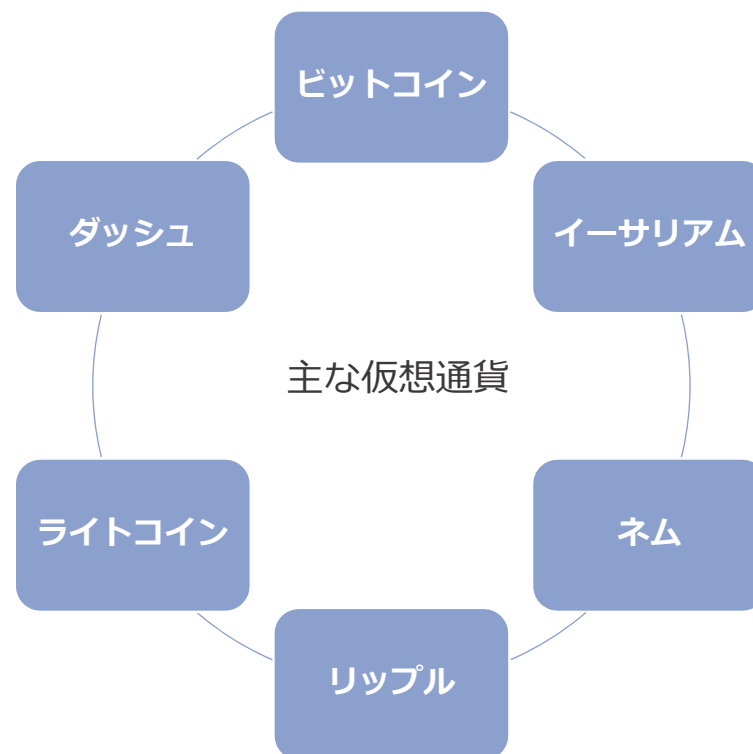 ビットコイン
ダッシュ
イーサリアム
主な仮想通貨
ライトコイン
ネム
リップル